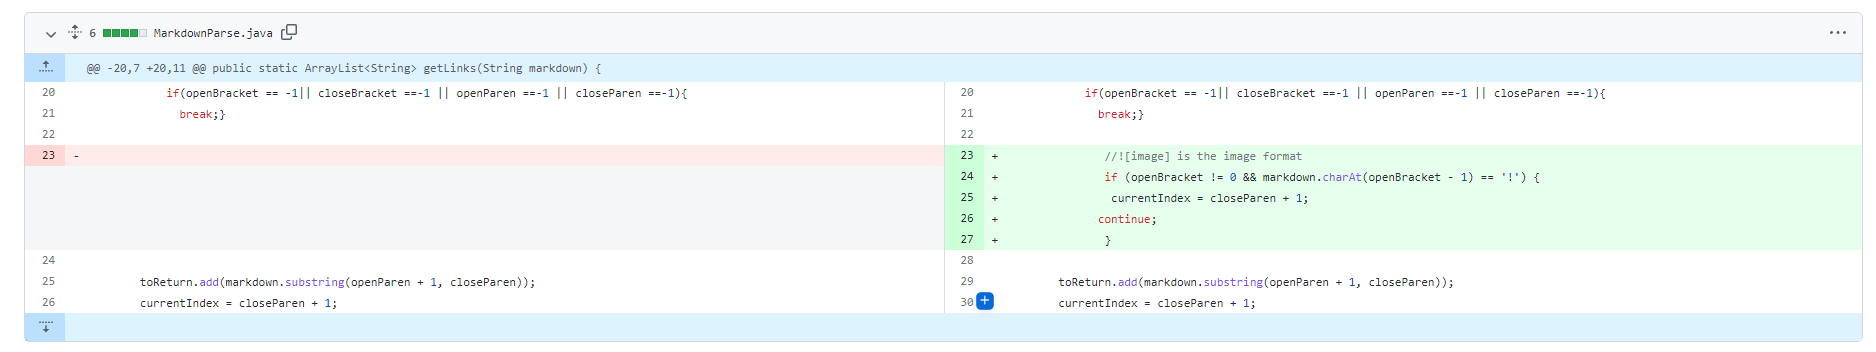 6 MarkdownParse.java
@@ -20,7 +20,11 @@ public static ArrayList<String> getLinks(String markdown) {
20 if(openBracket == -1|| closeBracket ==-1 || openParen ==-1 || closeParen ==-1){
21 break;}
22
23 -
24
25 toReturn.add(markdown.substring(openParen + 1, closeParen));
26 currentIndex = closeParen + 1;
20 if(openBracket == -1|| closeBracket ==-1 || openParen ==-1 || closeParen ==-1){
21 break;}
22
23 + //![image] is the image format
24 + if (openBracket != 0 && markdown.charAt(openBracket - 1) == '!') {
25 + currentIndex = closeParen + 1;
26 + continue;
27 + }
28
29 toReturn.add(markdown.substring(openParen + 1, closeParen));
30 currentIndex = closeParen + 1;